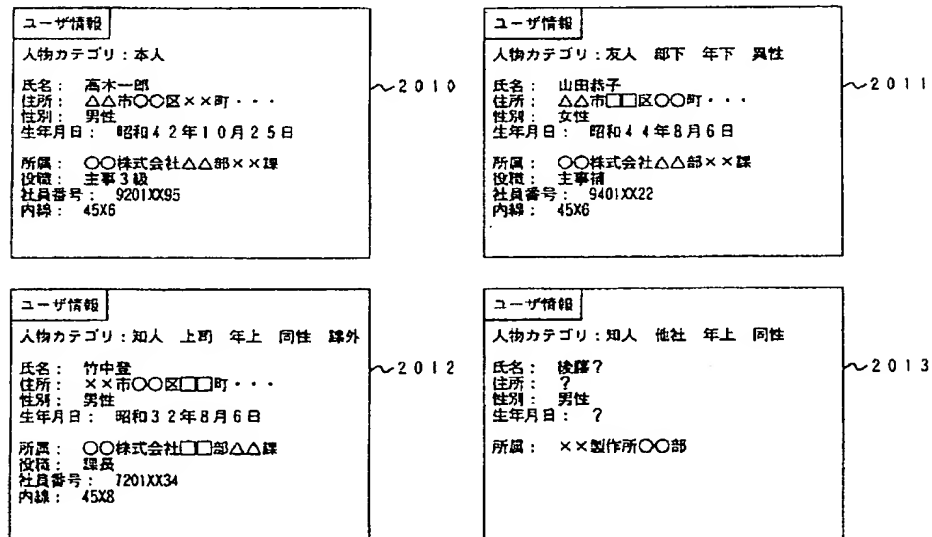 ユーザ情報
人物カテゴリ：本人
氏名： 高木一郎
住所： △△市○○区××町・・・
性別： 男性
生年月日： 昭和４２年１０月２５日
所属： ○○株式会社△△部××課
役職： 主事３級
社員番号： 9201XX95
内線： 45X6
～２０１０
ユーザ情報
人物カテゴリ：友人 部下 年下 異性
氏名： 山田恭子
住所： △△市□□区○○町・・・
性別： 女性
生年月日： 昭和４４年８月６日
所属： ○○株式会社△△部××課
役職： 主事補
社員番号： 9401XX22
内線： 45X6
～２０１１
ユーザ情報
人物カテゴリ：知人 上司 年上 同性 課外
氏名： 竹中登
住所： ××市○○区□□町・・・
性別： 男性
生年月日： 昭和３２年８月６日
所属： ○○株式会社□□部△△課
役職： 課長
社員番号： 7201XX34
内線： 45X8
～２０１２
ユーザ情報
人物カテゴリ：知人 他社 年上 同性
氏名： 後藤？
住所： ？
性別： 男性
生年月日： ？
所属： ××製作所○○部
～２０１３